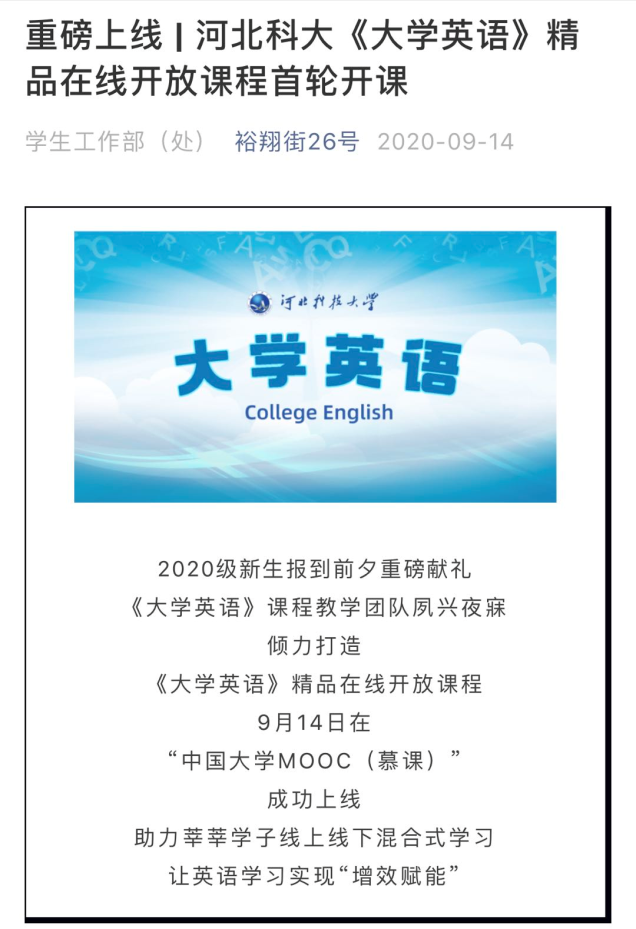 重磅上线 | 河北科大《大学英语》精
品在线开放课程首轮开课
学生工作部（处） 裕翔街26号 2020-09-14
河北科技大学
大学英语
College English
2020级新生报到前夕重磅献礼
《大学英语》课程教学团队夙兴夜寐
倾力打造
《大学英语》精品在线开放课程
9月14日在
“中国大学MOOC（慕课）”
成功上线
助力莘莘学子线上线下混合式学习
让英语学习实现“增效赋能”